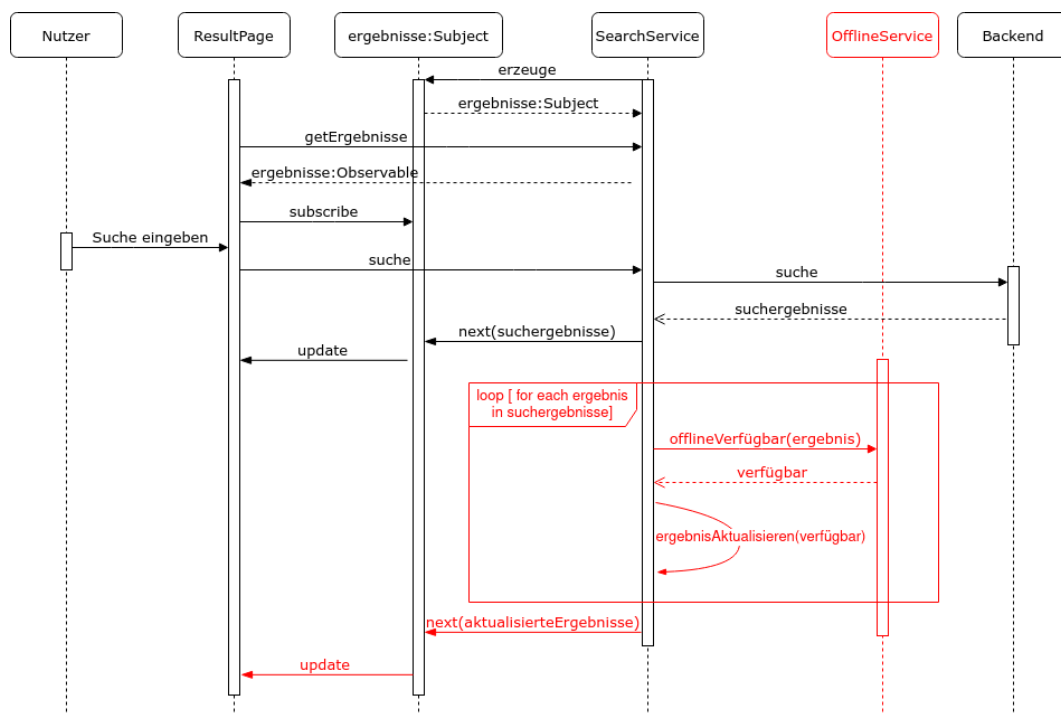 Nutzer
ResultPage
ergebnisse:Subject
SearchService
OfflineService
Backend
erzeuge
ergebnisse:Subject
getErgebnisse
ergebnisse:Observable
subscribe
Suche eingeben
suche
suche
suchergebnisse
next(suchergebnisse)
update
loop [ for each ergebnis
in suchergebnisse]
offlineVerfügbar(ergebnis)
verfügbar
ergebnisAktualisieren(verfügbar)
next(aktualisierteErgebnisse)
update